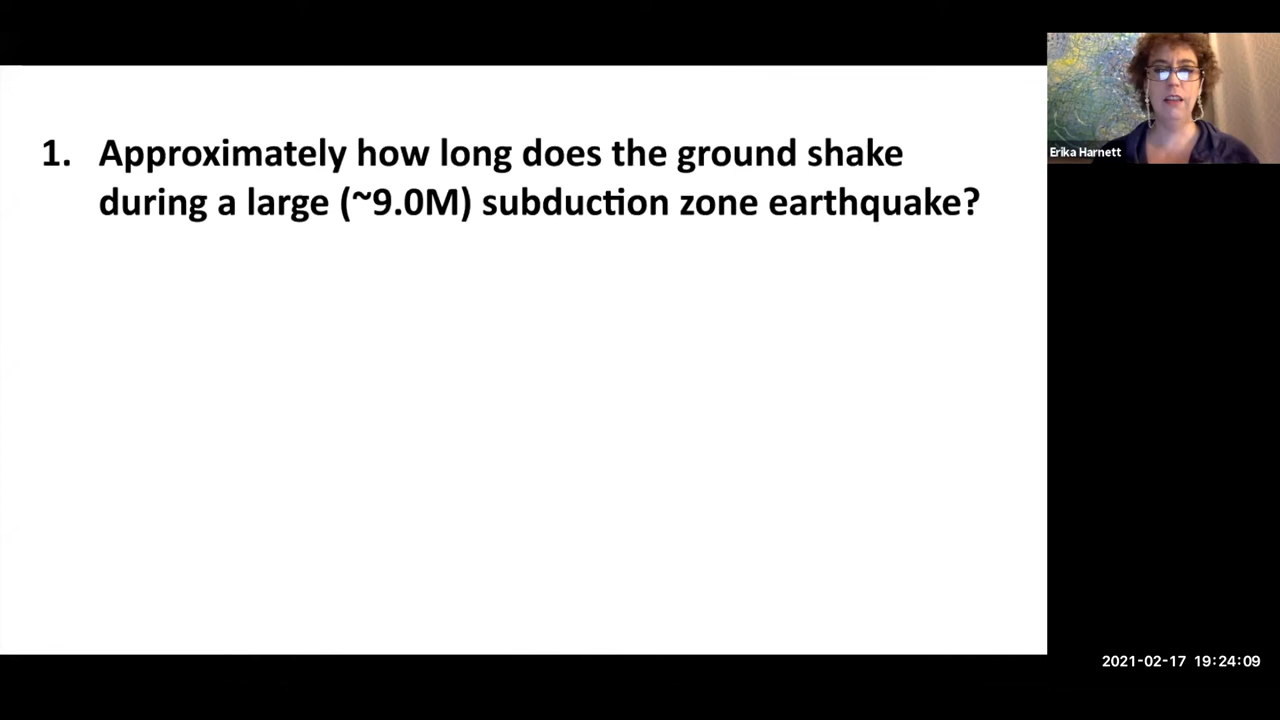 1. Approximately how long does the ground shake
during a large (~9.0M) subduction zone earthquake?
Erika Harnett
2021-02-17 19:24:09